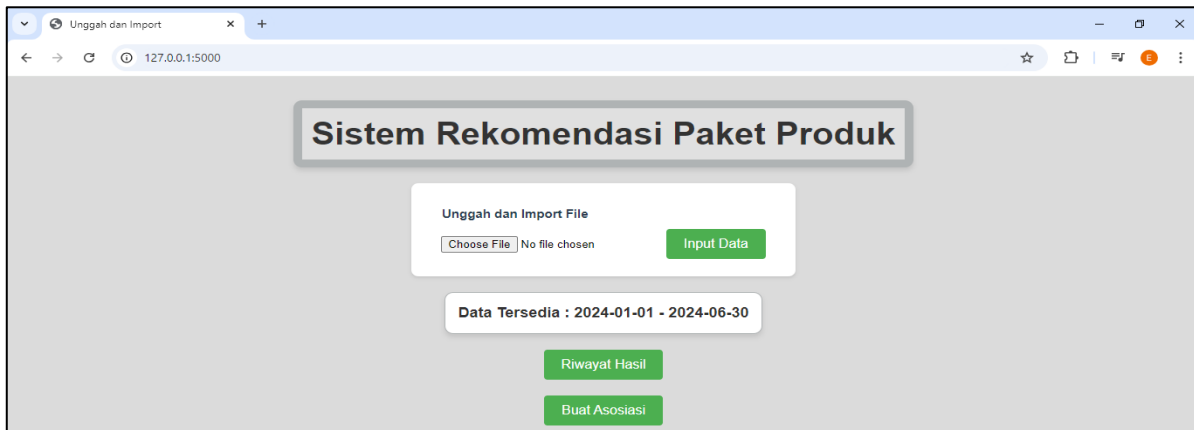 Unggah dan Import
127.0.0.1:5000
E
Sistem Rekomendasi Paket Produk
Unggah dan Import File
Choose File No file chosen Input Data
Data Tersedia : 2024-01-01 - 2024-06-30
Riwayat Hasil
Buat Asosiasi